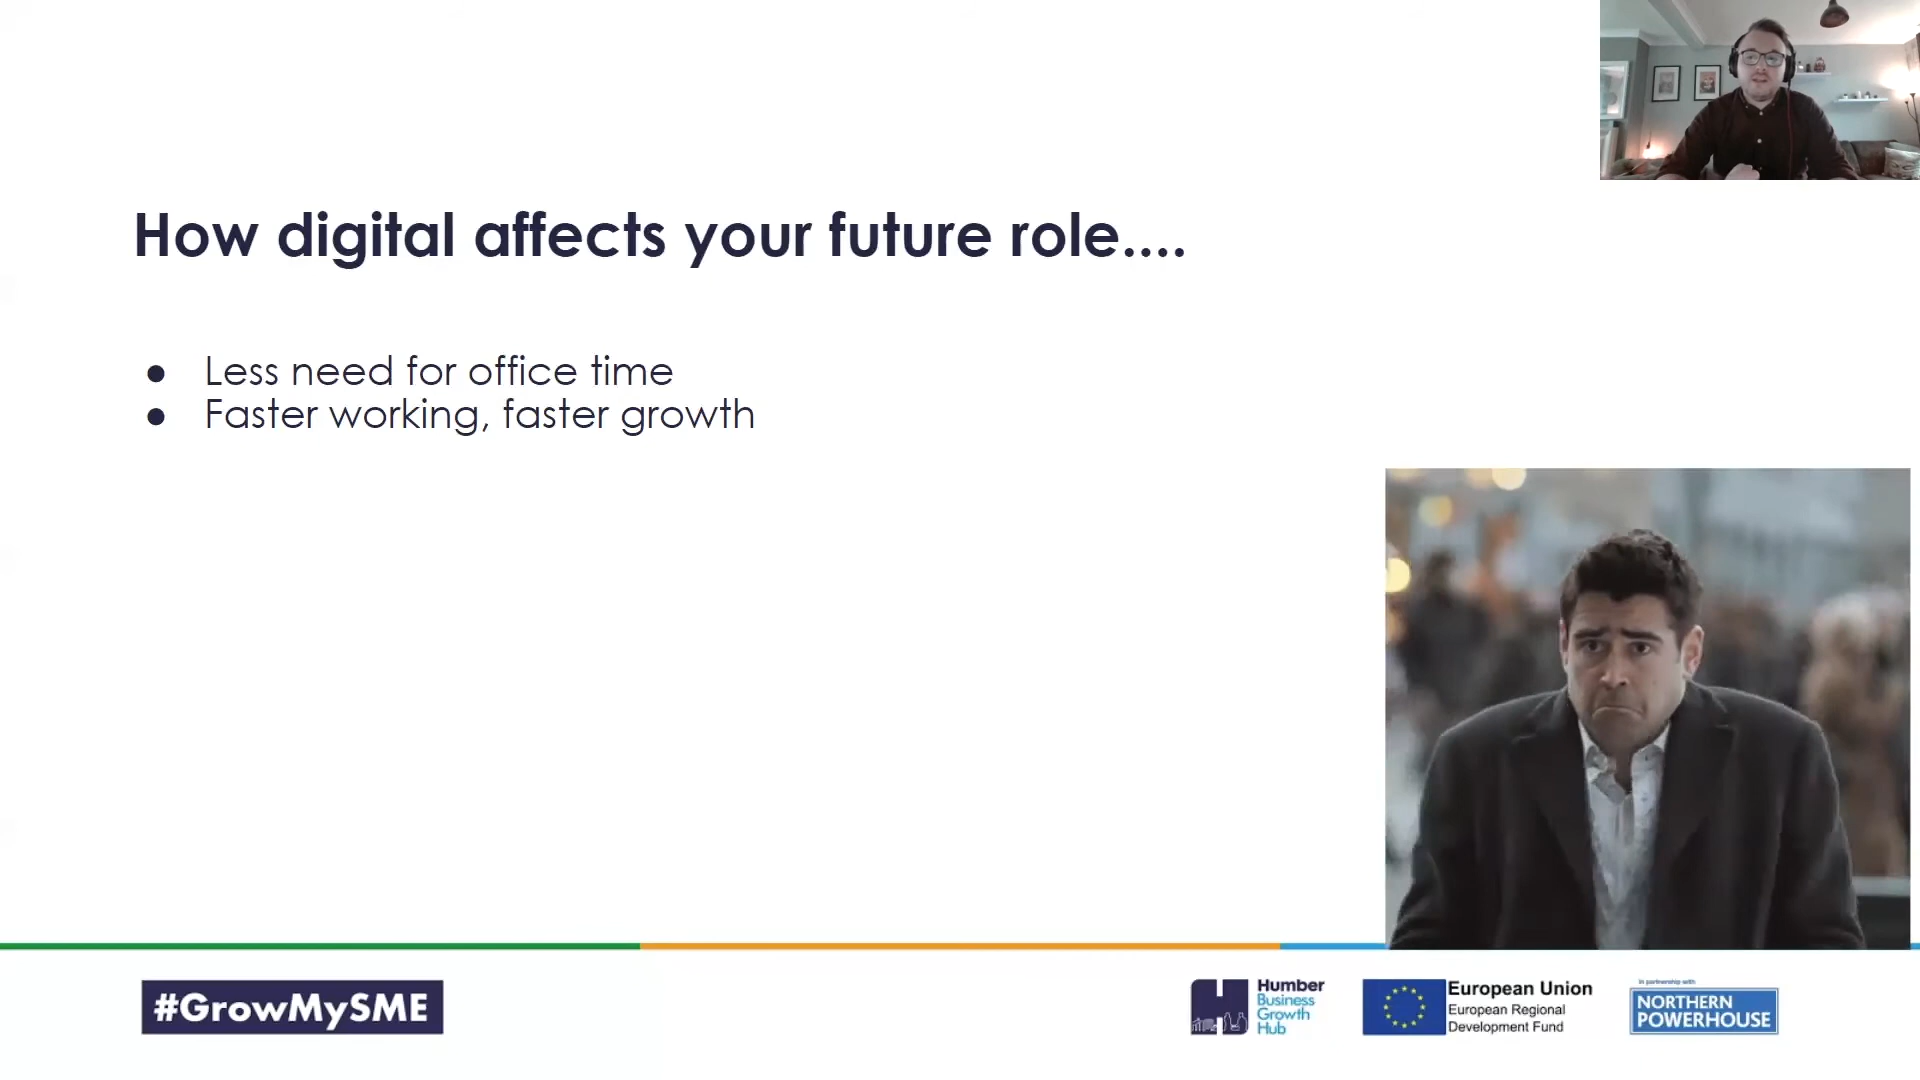 How digital affects your future role....
● Less need for office time
● Faster working, faster growth
#GrowMySME
Humber
Business
Growth
Hub
European Union
European Regional
Development Fund
In partnership with
NORTHERN
POWERHOUSE